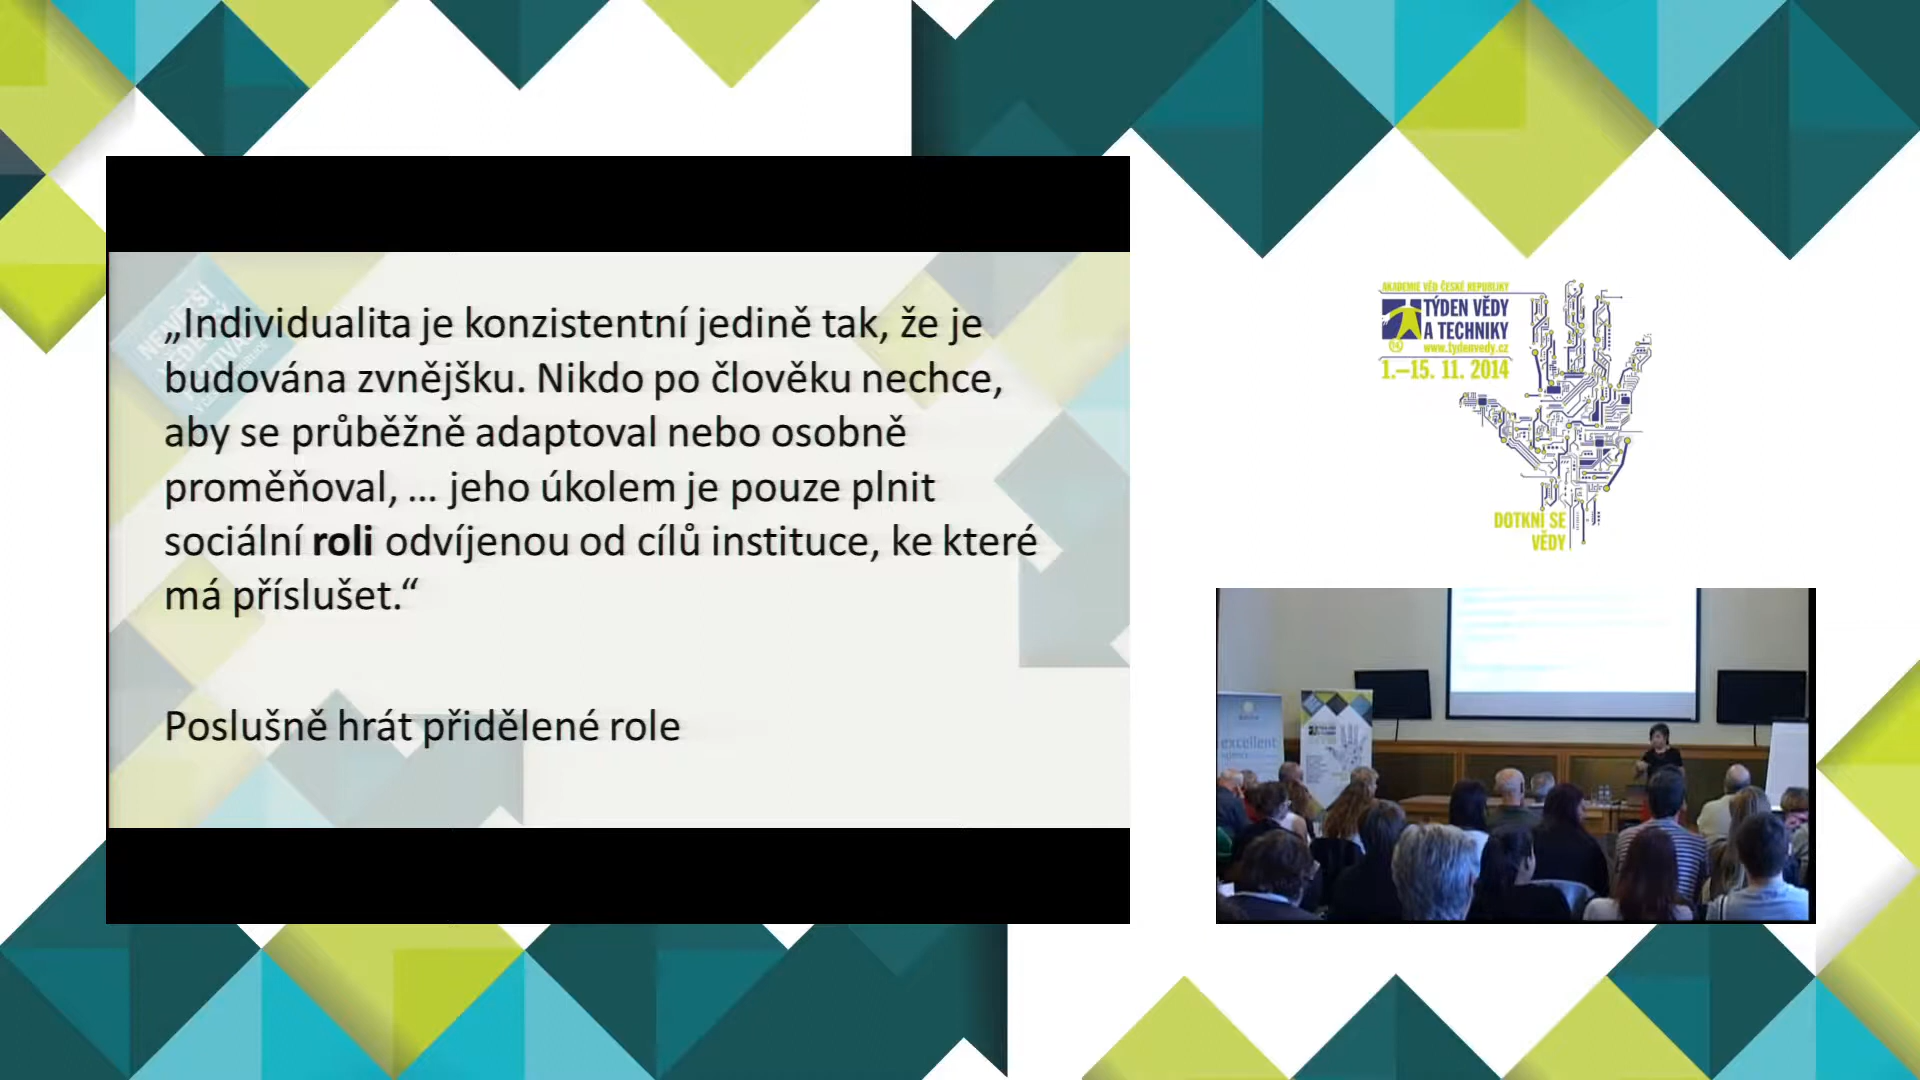 „Individualita je konzistentní jedině tak, že je
budována zvnějšku. Nikdo po člověku nechce,
aby se průběžně adaptoval nebo osobně
proměňoval, … jeho úkolem je pouze plnit
sociální roli odvíjenou od cílů instituce, ke které
má příslušet.“
Poslušně hrát přidělené role
AKADEMIE VĚD ČESKÉ REPUBLIKY
TÝDEN VĚDY
A TECHNIKY
www.tydenvedy.cz
1.–15. 11. 2014
DOTKNI SE
VĚDY
excellent